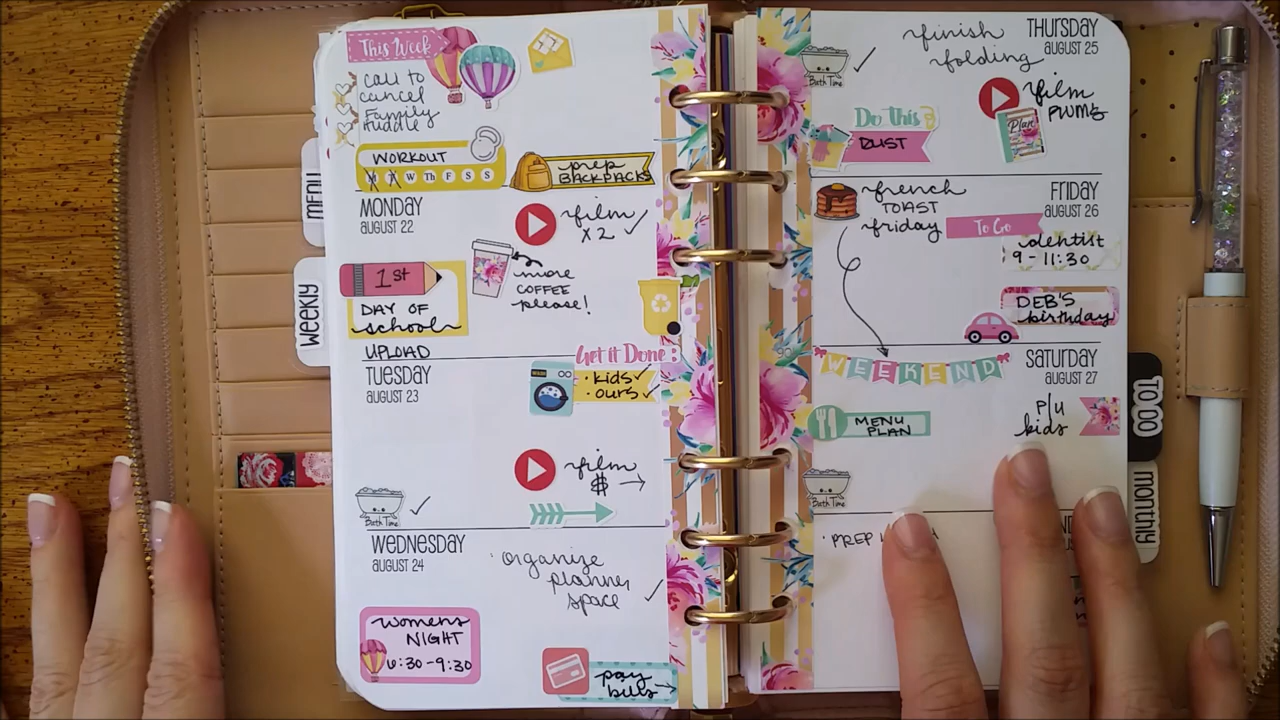 This Week
call to
cancel
Family
huddle
WORKOUT
M T W Th F S S
prep
BACKPACKS
MONDAY
AUGUST 22
film
x 2 ✓
1st
DAY OF
school
more
COFFEE
please!
UPLOAD
TUESDAY
AUGUST 23
Get it Done:
· kids ✓
· ours ✓
film
$ →
Bath Time ✓
WEDNESDAY
AUGUST 24
· organize
planner
space ✓
womens
NIGHT
6:30-9:30
pay
bills →
MENU
WEEKLY
THURSDAY
AUGUST 25
finish
folding
Bath Time ✓
film
PLUMS
Plan
Do this
DUST
FRIDAY
AUGUST 26
french
TOAST
friday
To Go
dentist
9 - 11:30
DEB'S
birthday
WEEKEND
SATURDAY
AUGUST 27
MENU
PLAN
P/U
kids
Bath Time
· PREP
TO DO
monthly